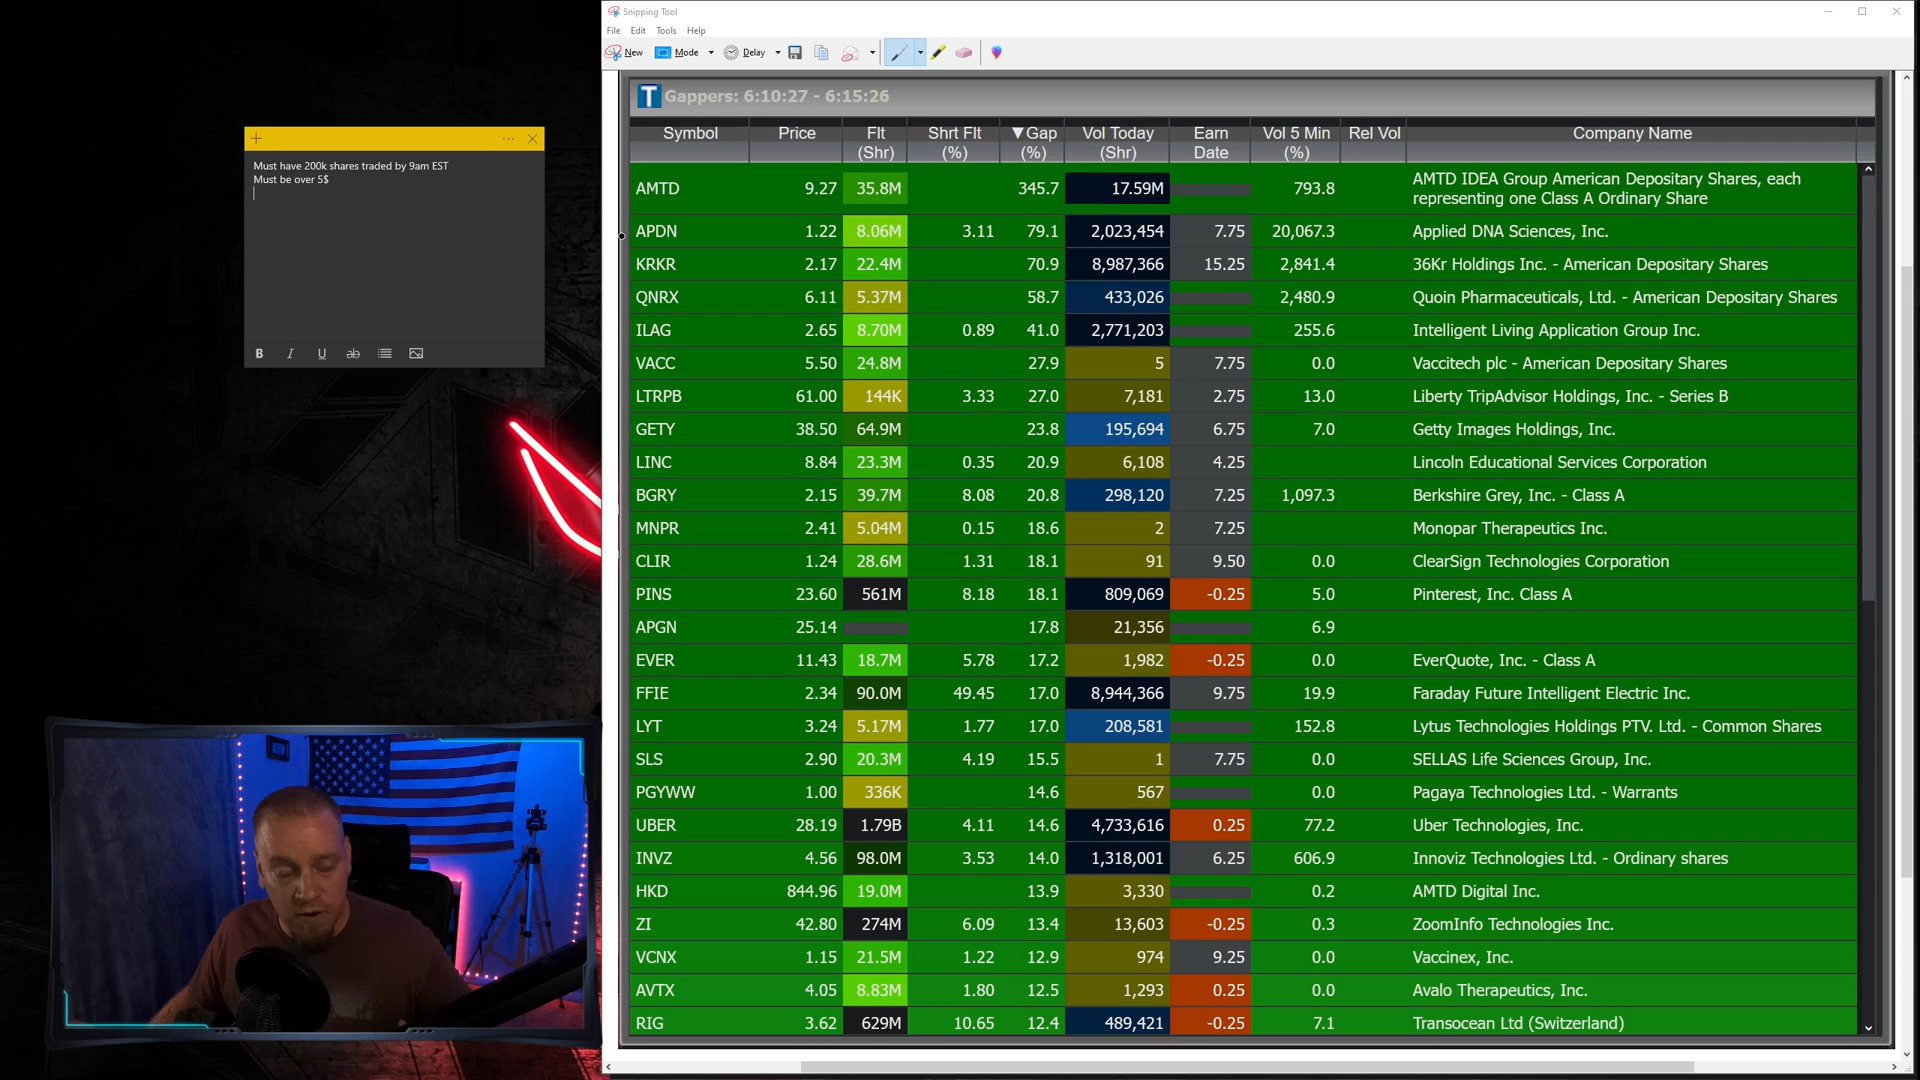 Snipping Tool
File Edit Tools Help
New Mode Delay
Must have 200k shares traded by 9am EST
Must be over 5$
B I U ab
T Gappers: 6:10:27 - 6:15:26
Symbol Price Flt (Shr) Shrt Flt (%) ▼Gap (%) Vol Today (Shr) Earn Date Vol 5 Min (%) Rel Vol Company Name
AMTD 9.27 35.8M 345.7 17.59M 793.8 AMTD IDEA Group American Depositary Shares, each
representing one Class A Ordinary Share
APDN 1.22 8.06M 3.11 79.1 2,023,454 7.75 20,067.3 Applied DNA Sciences, Inc.
KRKR 2.17 22.4M 70.9 8,987,366 15.25 2,841.4 36Kr Holdings Inc. - American Depositary Shares
QNRX 6.11 5.37M 58.7 433,026 2,480.9 Quoin Pharmaceuticals, Ltd. - American Depositary Shares
ILAG 2.65 8.70M 0.89 41.0 2,771,203 255.6 Intelligent Living Application Group Inc.
VACC 5.50 24.8M 27.9 5 7.75 0.0 Vaccitech plc - American Depositary Shares
LTRPB 61.00 144K 3.33 27.0 7,181 2.75 13.0 Liberty TripAdvisor Holdings, Inc. - Series B
GETY 38.50 64.9M 23.8 195,694 6.75 7.0 Getty Images Holdings, Inc.
LINC 8.84 23.3M 0.35 20.9 6,108 4.25 Lincoln Educational Services Corporation
BGRY 2.15 39.7M 8.08 20.8 298,120 7.25 1,097.3 Berkshire Grey, Inc. - Class A
MNPR 2.41 5.04M 0.15 18.6 2 7.25 Monopar Therapeutics Inc.
CLIR 1.24 28.6M 1.31 18.1 91 9.50 0.0 ClearSign Technologies Corporation
PINS 23.60 561M 8.18 18.1 809,069 -0.25 5.0 Pinterest, Inc. Class A
APGN 25.14 17.8 21,356 6.9
EVER 11.43 18.7M 5.78 17.2 1,982 -0.25 0.0 EverQuote, Inc. - Class A
FFIE 2.34 90.0M 49.45 17.0 8,944,366 9.75 19.9 Faraday Future Intelligent Electric Inc.
LYT 3.24 5.17M 1.77 17.0 208,581 152.8 Lytus Technologies Holdings PTV. Ltd. - Common Shares
SLS 2.90 20.3M 4.19 15.5 1 7.75 0.0 SELLAS Life Sciences Group, Inc.
PGYWW 1.00 336K 14.6 567 0.0 Pagaya Technologies Ltd. - Warrants
UBER 28.19 1.79B 4.11 14.6 4,733,616 0.25 77.2 Uber Technologies, Inc.
INVZ 4.56 98.0M 3.53 14.0 1,318,001 6.25 606.9 Innoviz Technologies Ltd. - Ordinary shares
HKD 844.96 19.0M 13.9 3,330 0.2 AMTD Digital Inc.
ZI 42.80 274M 6.09 13.4 13,603 -0.25 0.3 ZoomInfo Technologies Inc.
VCNX 1.15 21.5M 1.22 12.9 974 9.25 0.0 Vaccinex, Inc.
AVTX 4.05 8.83M 1.80 12.5 1,293 0.25 0.0 Avalo Therapeutics, Inc.
RIG 3.62 629M 10.65 12.4 489,421 -0.25 7.1 Transocean Ltd (Switzerland)